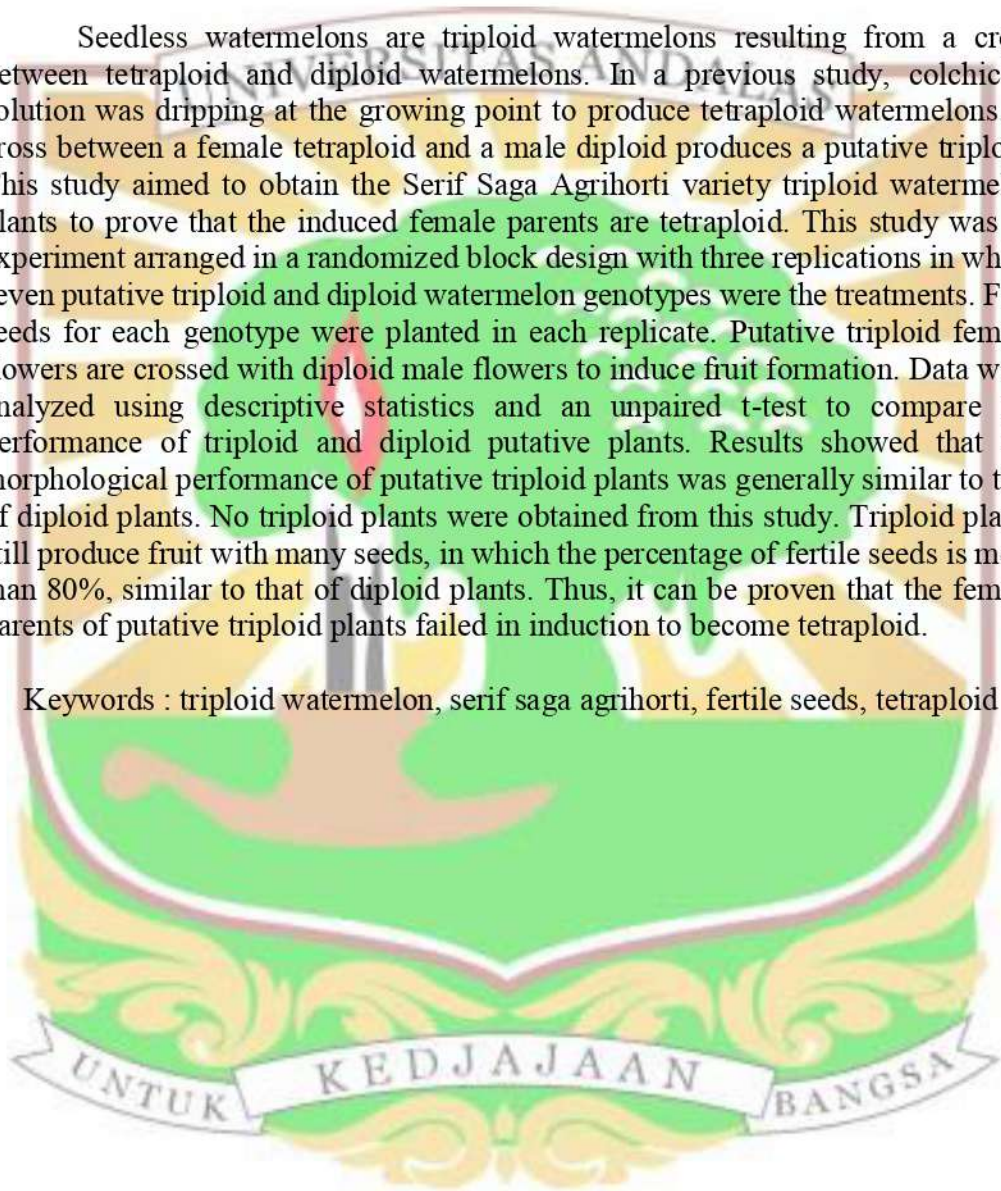 UNIVERSITAS ANDALAS
Seedless watermelons are triploid watermelons resulting from a cro
etween tetraploid and diploid watermelons. In a previous study, colchic
olution was dripping at the growing point to produce tetraploid watermelons
ross between a female tetraploid and a male diploid produces a putative triplo
his study aimed to obtain the Serif Saga Agrihorti variety triploid waterme
lants to prove that the induced female parents are tetraploid. This study was
xperiment arranged in a randomized block design with three replications in wh
even putative triploid and diploid watermelon genotypes were the treatments. F
eeds for each genotype were planted in each replicate. Putative triploid fem
lowers are crossed with diploid male flowers to induce fruit formation. Data w
nalyzed using descriptive statistics and an unpaired t-test to compare
erformance of triploid and diploid putative plants. Results showed that
morphological performance of putative triploid plants was generally similar to t
f diploid plants. No triploid plants were obtained from this study. Triploid pla
till produce fruit with many seeds, in which the percentage of fertile seeds is m
han 80%, similar to that of diploid plants. Thus, it can be proven that the fem
arents of putative triploid plants failed in induction to become tetraploid.
Keywords : triploid watermelon, serif saga agrihorti, fertile seeds, tetraploid
UNTUK KEDJAJAAN BANGSA